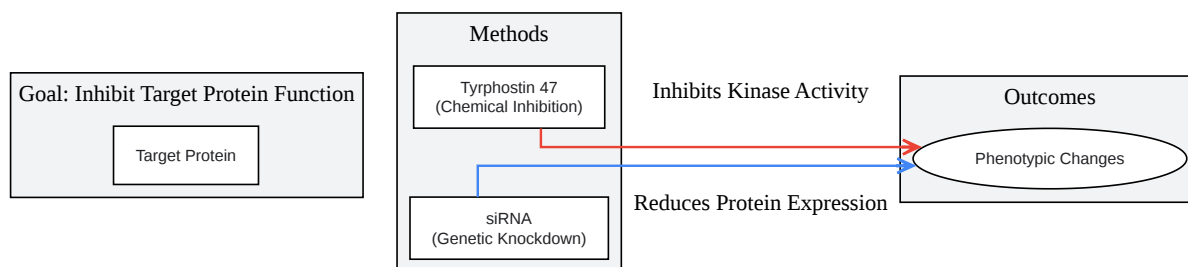 Goal: Inhibit Target Protein Function
Target Protein
Methods
Tyrphostin 47
(Chemical Inhibition)
siRNA
(Genetic Knockdown)
Inhibits Kinase Activity
Reduces Protein Expression
Outcomes
Phenotypic Changes